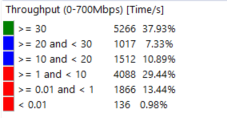 Throughput (0-700Mbps) [Time/s]
>= 30 5266 37.93%
>= 20 and < 30 1017 7.33%
>= 10 and < 20 1512 10.89%
>= 1 and < 10 4088 29.44%
>= 0.01 and < 1 1866 13.44%
< 0.01 136 0.98%